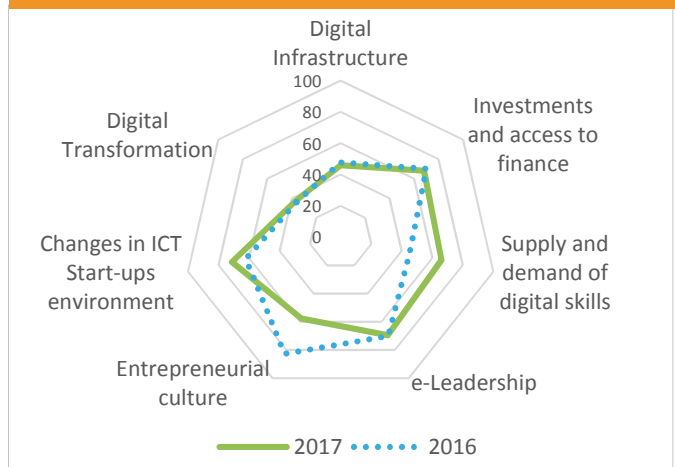 Digital
Infrastructure
100
80
60
40
20
0
Investments
and access to
finance
Supply and
demand of
digital skills
e-Leadership
Entrepreneurial
culture
Changes in ICT
Start-ups
environment
Digital
Transformation
2017
2016